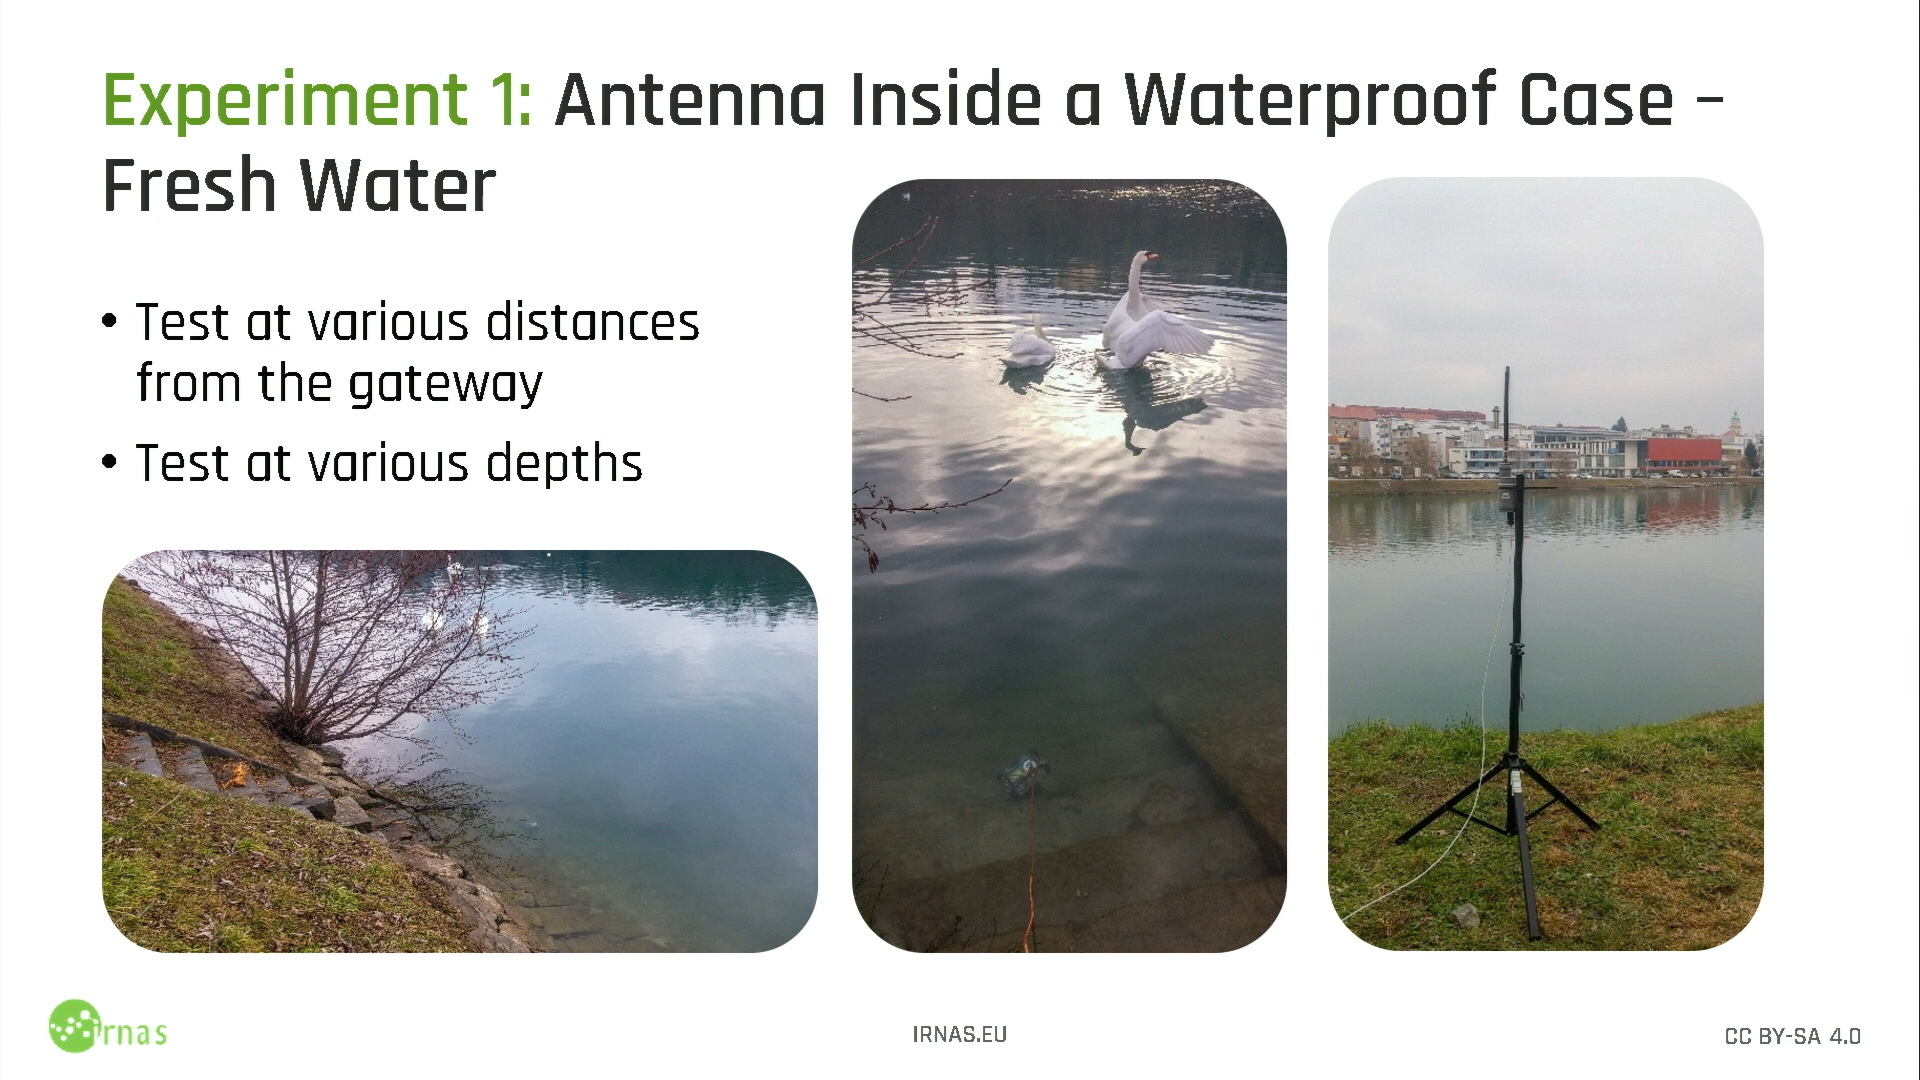 Experiment 1: Antenna Inside a Waterproof Case –
Fresh Water
• Test at various distances
from the gateway
• Test at various depths
irnas
IRNAS.EU
CC BY-SA 4.0